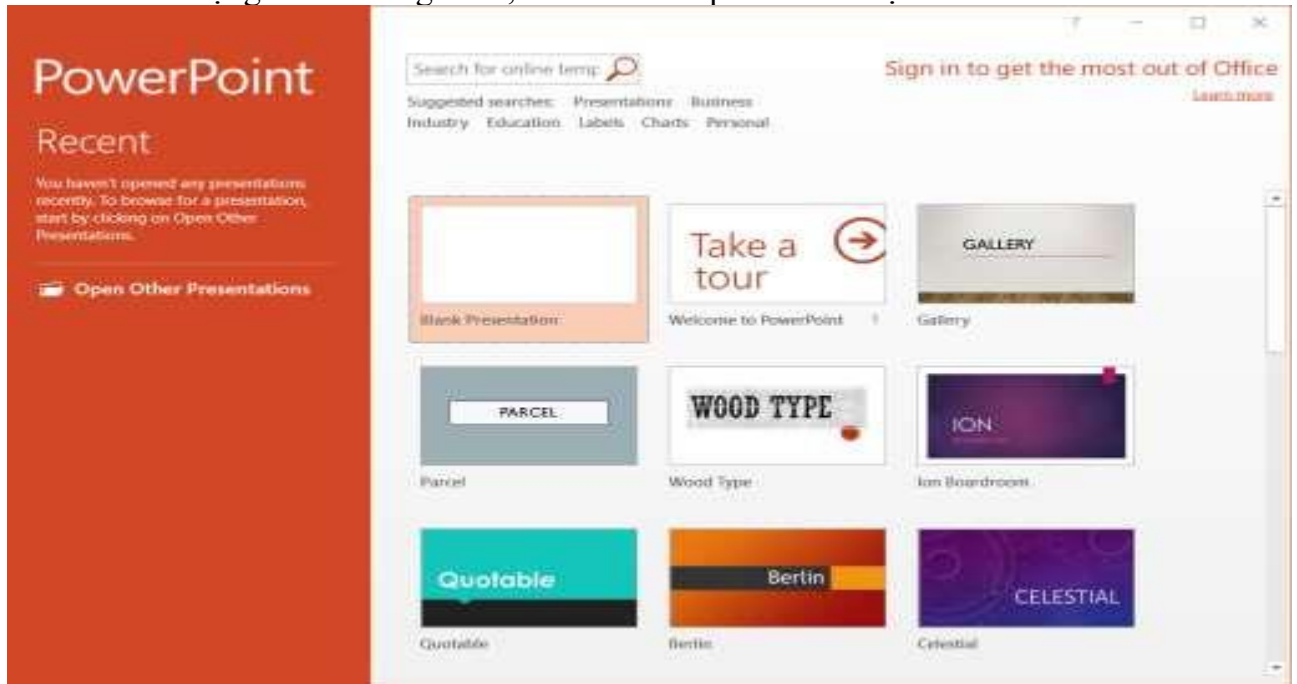 PowerPoint
Recent
You haven't opened any presentations
recently. To browse for a presentation,
start by clicking on Open Other
Presentations.
Open Other Presentations
? 
Search for online temp
Sign in to get the most out of Office
Learn more
Suggested searches: Presentations Business
Industry Education Labels Charts Personal
Blank Presentation
Take a
tour
Welcome to PowerPoint
GALLERY
Gallery
PARCEL
Parcel
WOOD TYPE
Wood Type
ION
Ion Boardroom
Quotable
Quotable
Berlin
Berlin
CELESTIAL
Celestial